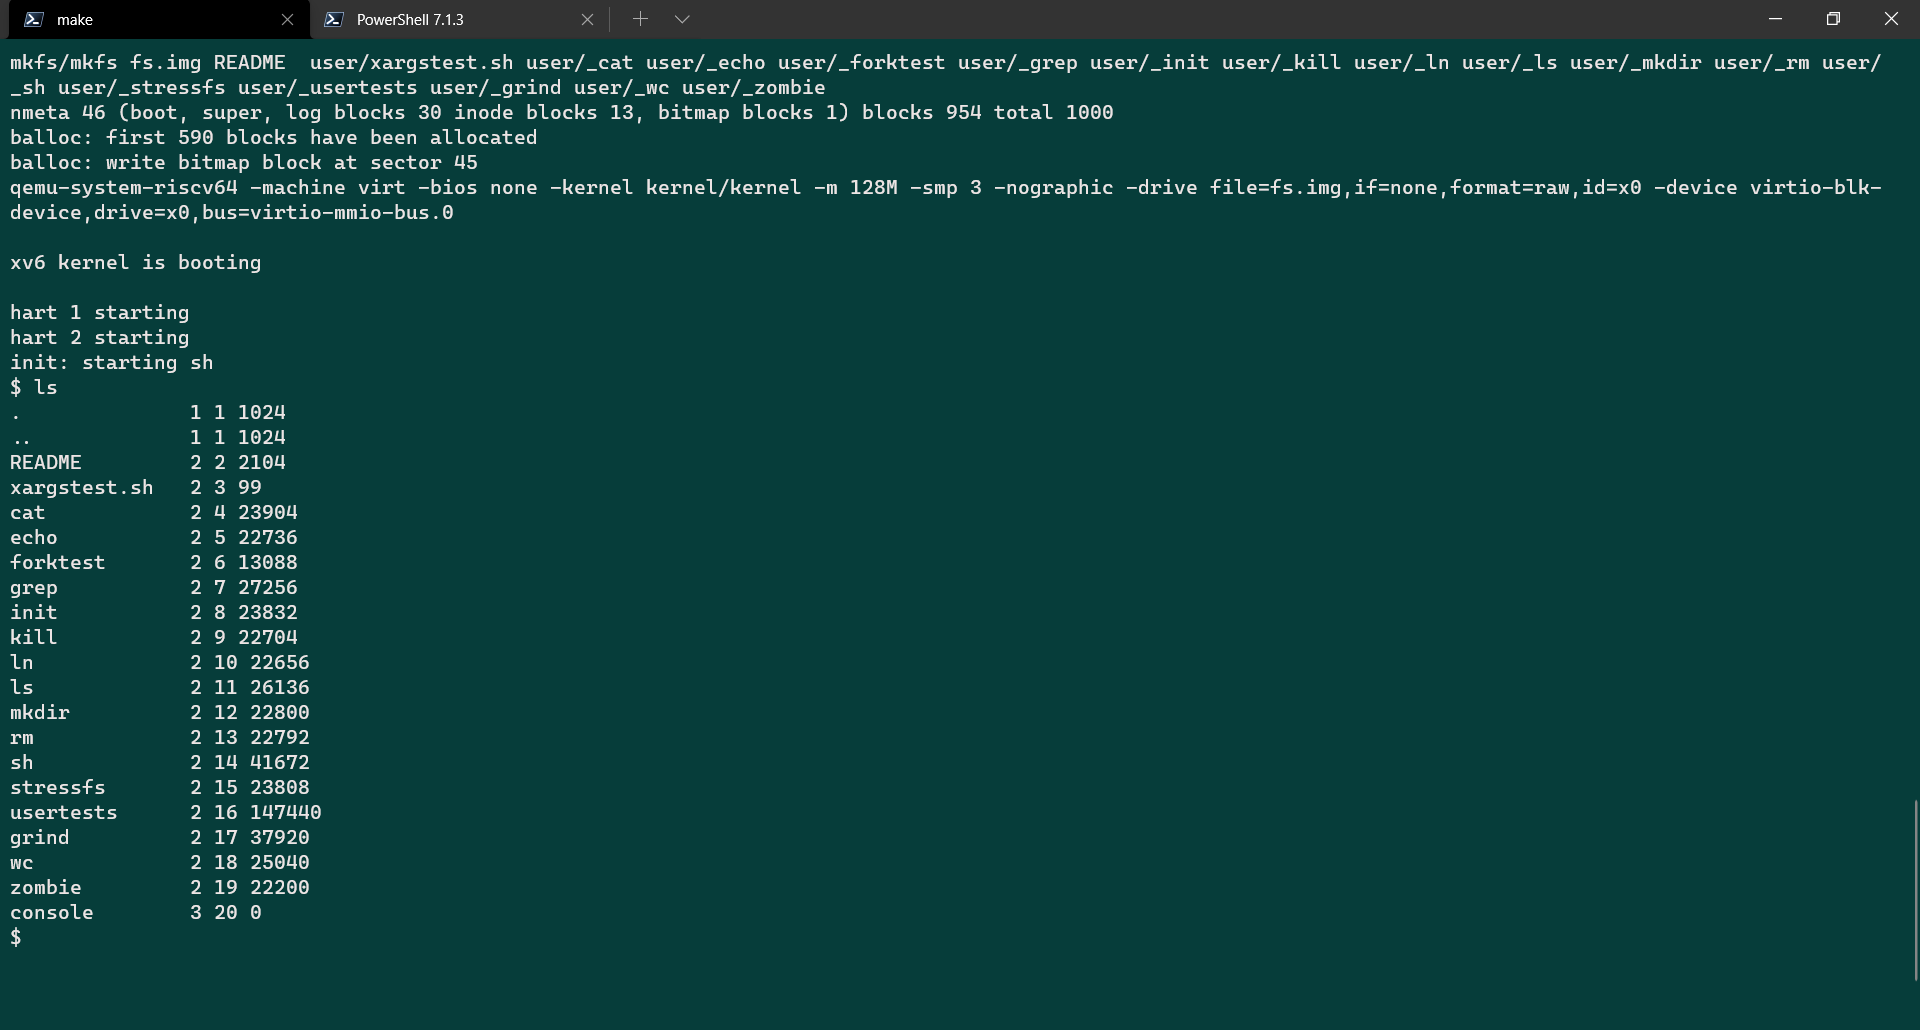 make
PowerShell 7.1.3
mkfs/mkfs fs.img README  user/xargstest.sh user/_cat user/_echo user/_forktest user/_grep user/_init user/_kill user/_ln user/_ls user/_mkdir user/_rm user/
_sh user/_stressfs user/_usertests user/_grind user/_wc user/_zombie
nmeta 46 (boot, super, log blocks 30 inode blocks 13, bitmap blocks 1) blocks 954 total 1000
balloc: first 590 blocks have been allocated
balloc: write bitmap block at sector 45
qemu-system-riscv64 -machine virt -bios none -kernel kernel/kernel -m 128M -smp 3 -nographic -drive file=fs.img,if=none,format=raw,id=x0 -device virtio-blk-
device,drive=x0,bus=virtio-mmio-bus.0
xv6 kernel is booting
hart 1 starting
hart 2 starting
init: starting sh
$ ls
.              1 1 1024
..             1 1 1024
README         2 2 2104
xargstest.sh   2 3 99
cat            2 4 23904
echo           2 5 22736
forktest       2 6 13088
grep           2 7 27256
init           2 8 23832
kill           2 9 22704
ln             2 10 22656
ls             2 11 26136
mkdir          2 12 22800
rm             2 13 22792
sh             2 14 41672
stressfs       2 15 23808
usertests      2 16 147440
grind          2 17 37920
wc             2 18 25040
zombie         2 19 22200
console        3 20 0
$